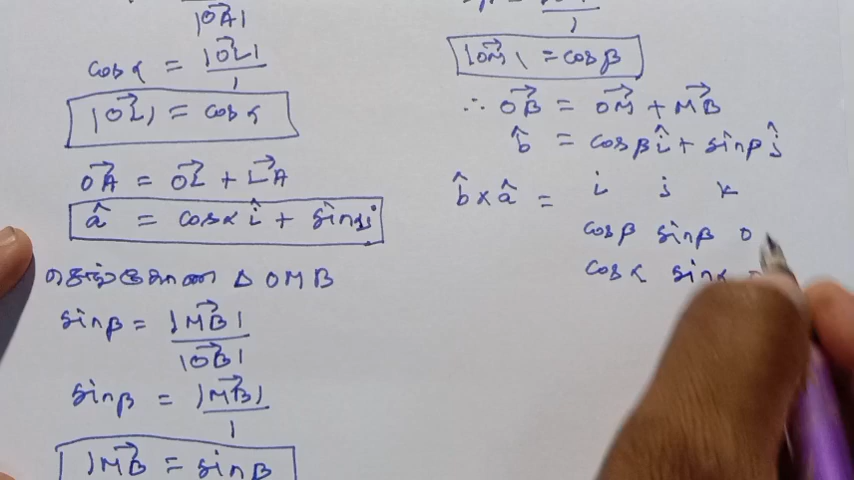 |OA|
cos α = |OL| / 1
|OL| = cos α
OA = OL + LA
â = cos α î + sin α j
செங்கோண Δ OMB
sin β = |MB| / |OB|
sin β = |MB| / 1
|MB = sin β
1
|OM| = cos β
∴ OB = OM + MB
b̂ = cos β î + sin β ĵ
b̂ × â = i j k
cos β sin β 0
cos α sin α